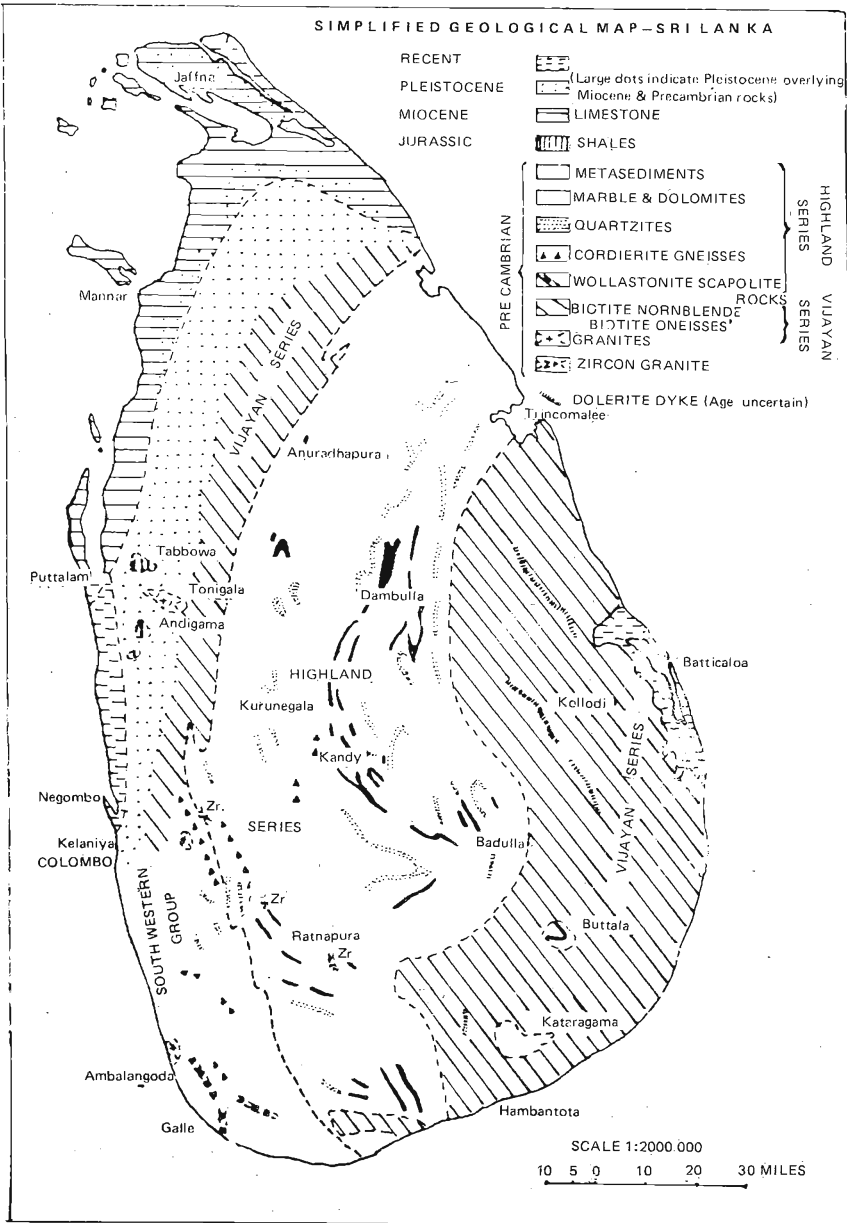 SIMPLIFIED GEOLOGICAL MAP–SRI LANKA
RECENT
PLEISTOCENE (Large dots indicate Pleistocene overlying
Miocene & Precambrian rocks)
MIOCENE LIMESTONE
JURASSIC SHALES
PRE CAMBRIAN
METASEDIMENTS
MARBLE & DOLOMITES
QUARTZITES
CORDIERITE GNEISSES
WOLLASTONITE SCAPOLITE
ROCKS
BIOTITE NORNBLENDE
BIOTITE ONEISSES'
GRANITES
ZIRCON GRANITE
HIGHLAND
SERIES
VIJAYAN
SERIES
DOLERITE DYKE (Age uncertain)
Jaffna
Mannar
Trincomalee
VIJAYAN SERIES
Anuradhapura
Tabbowa
Puttalam
Tonigala
Dambulla
Andigama
Batticaloa
HIGHLAND
Kollodi
Kurunegala
Kandy
VIJAYAN SERIES
Negombo
Zr
SERIES
Kelaniya
Badulla
COLOMBO
SOUTH WESTERN
GROUP
Zr
Buttala
Ratnapura
Zr
Kataragama
Ambalangoda
Hambantota
Galle
SCALE 1:2000.000
10 5 0 10 20 30 MILES